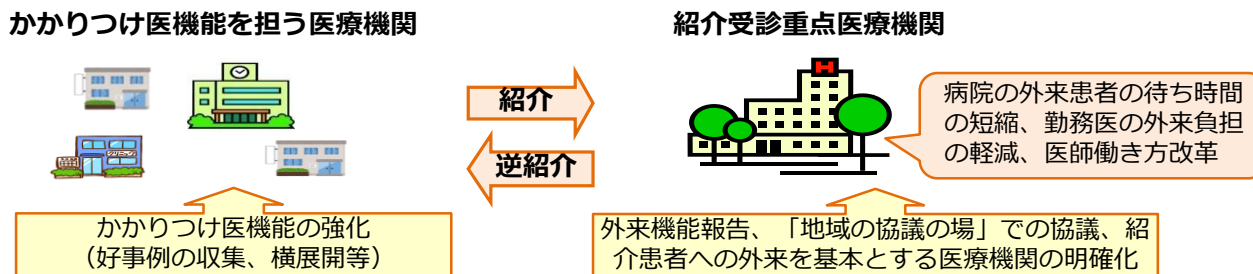 かかりつけ医機能を担う医療機関
紹介受診重点医療機関
H
紹介
逆紹介
病院の外来患者の待ち時間
の短縮、勤務医の外来負担
の軽減、医師働き方改革
クリニック
かかりつけ医機能の強化
（好事例の収集、横展開等）
外来機能報告、「地域の協議の場」での協議、紹
介患者への外来を基本とする医療機関の明確化